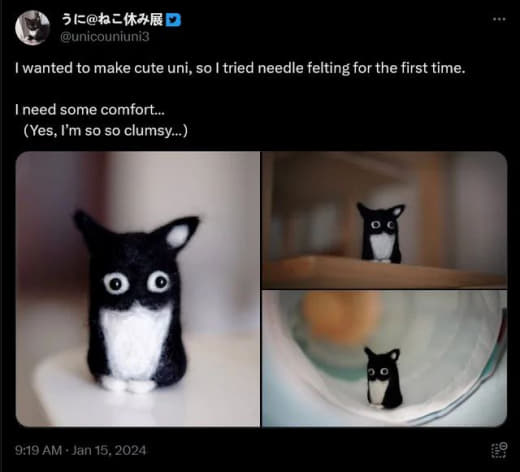 うに@ねこ休み展
@unicouniuni3
I wanted to make cute uni, so I tried needle felting for the first time.
I need some comfort...
(Yes, I'm so so clumsy...)
9:19 AM · Jan 15, 2024